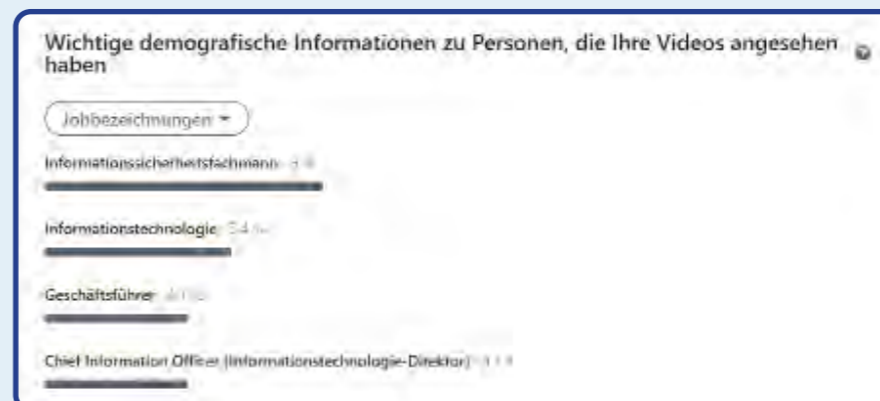 Wichtige demografische Informationen zu Personen, die Ihre Videos angesehen
haben
Jobbezeichnungen
Informationssicherheitsfachmann
Informationstechnologie
Geschäftsführer
Chief Information Officer (Informationstechnologie-Direktor)